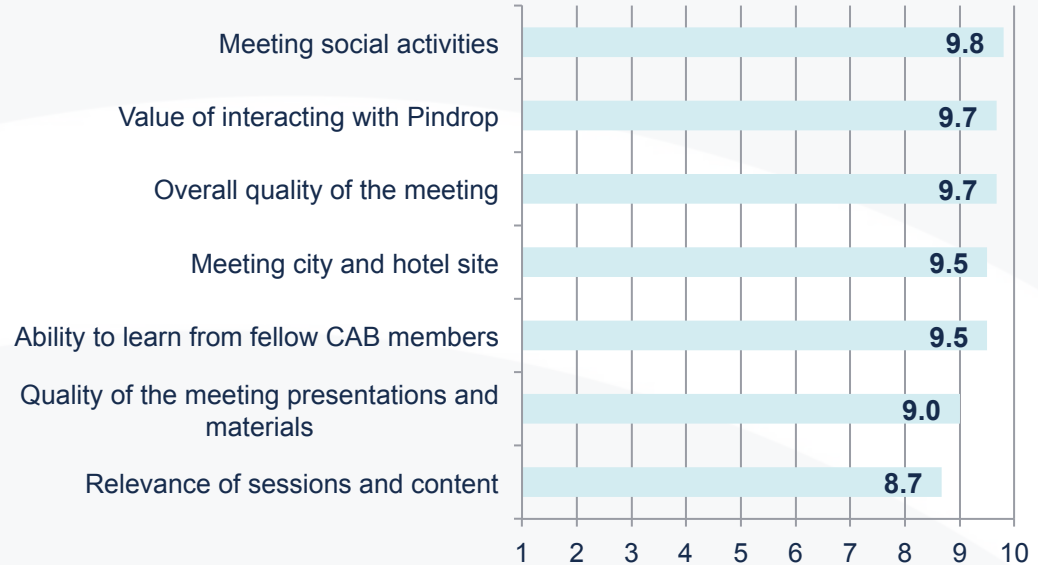 Meeting social activities
9.8
Value of interacting with Pindrop
9.7
Overall quality of the meeting
9.7
Meeting city and hotel site
9.5
Ability to learn from fellow CAB members
9.5
Quality of the meeting presentations and
materials
9.0
Relevance of sessions and content
8.7
1 2 3 4 5 6 7 8 9 10